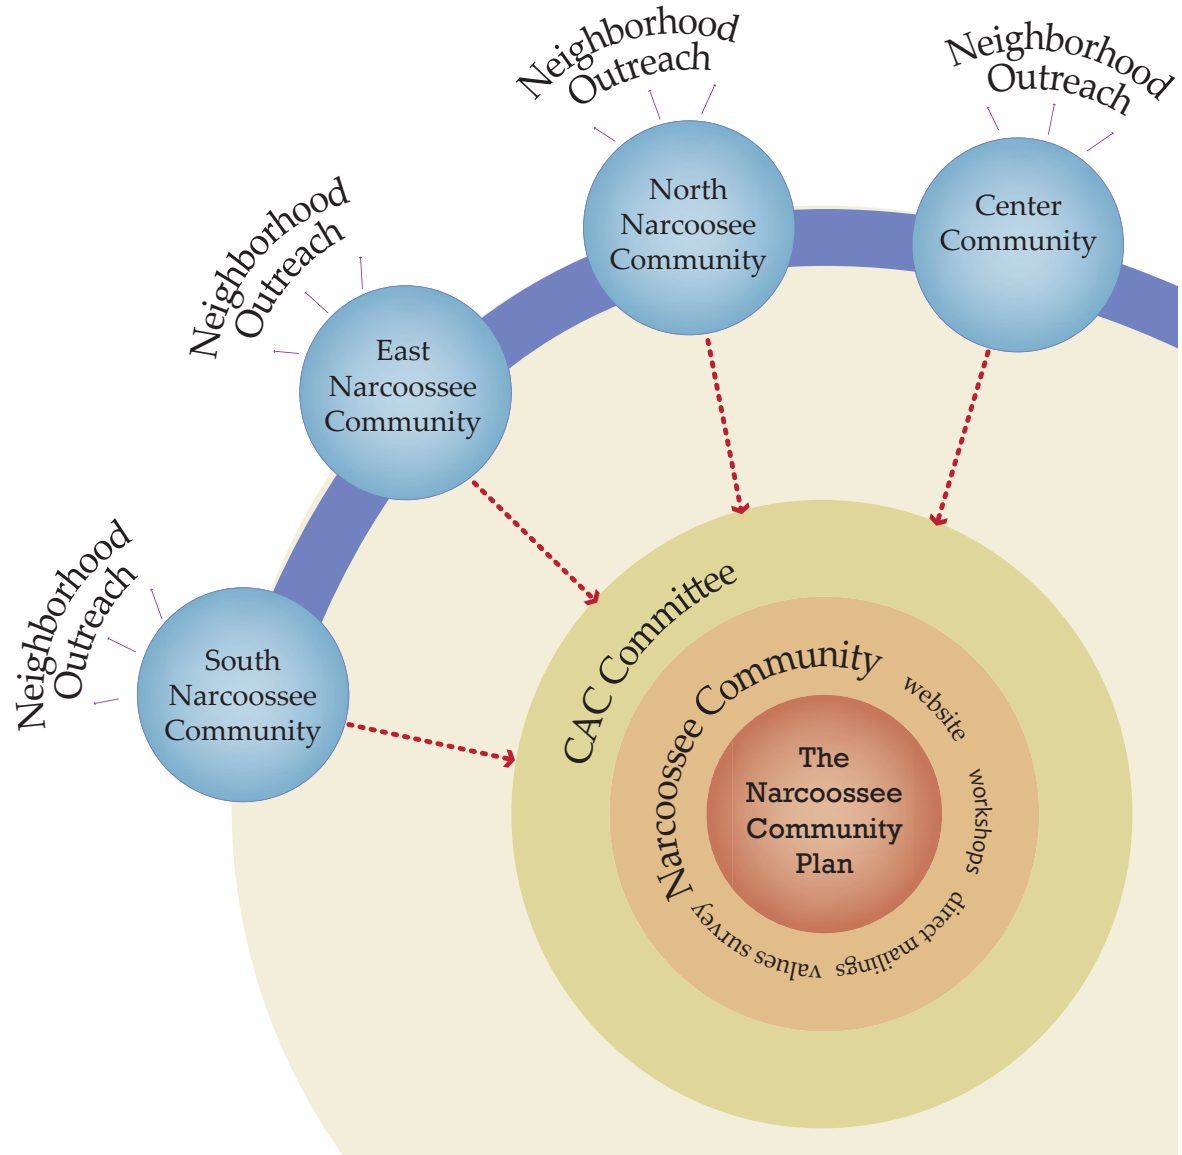 Neighborhood
Outreach
Neighborhood
Outreach
North
Narcoosee
Community
Center
Community
Neighborhood
Outreach
East
Narcoossee
Community
Neighborhood
Outreach
South
Narcoossee
Community
CAC Committee
Narcoossee Community
website
workshops
direct mailings
values survey
The
Narcoossee
Community
Plan